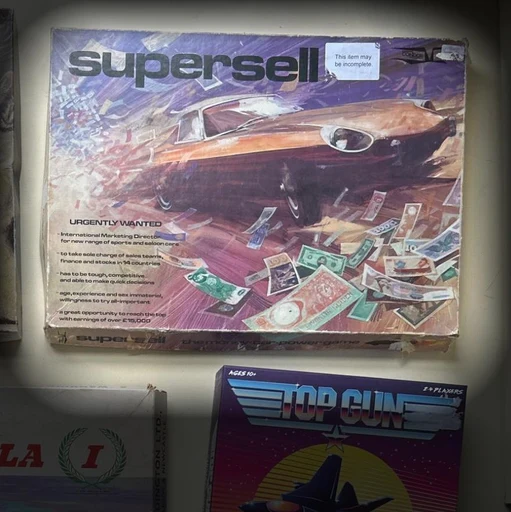 supersell
This item may
be incomplete.
URGENTLY WANTED
International Marketing Director
for new range of sports and saloon cars
to take sole charge of sales teams,
finance and stocks in 14 countries
has to be tough, competitive
and able to make quick decisions
age, experience and sex immaterial,
willingness to try all-important
a great opportunity to reach the top
with earnings of over £15,000
supersell
powergame
LA I
AGES 10+
2-4 PLAYERS
TOP GUN